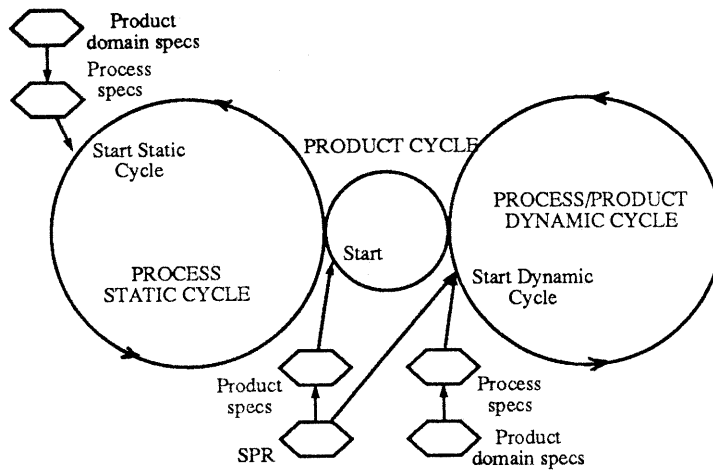 Product
domain specs
Process
specs
Start Static
Cycle
PRODUCT CYCLE
PROCESS/PRODUCT
DYNAMIC CYCLE
Start
PROCESS
STATIC CYCLE
Start Dynamic
Cycle
Product
specs
Process
specs
SPR
Product
domain specs